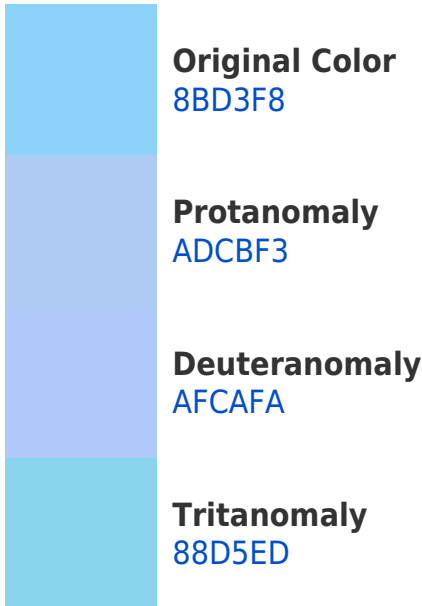 Original Color
8BD3F8
Protanomaly
ADCBF3
Deuteranomaly
AFCAFA
Tritanomaly
88D5ED